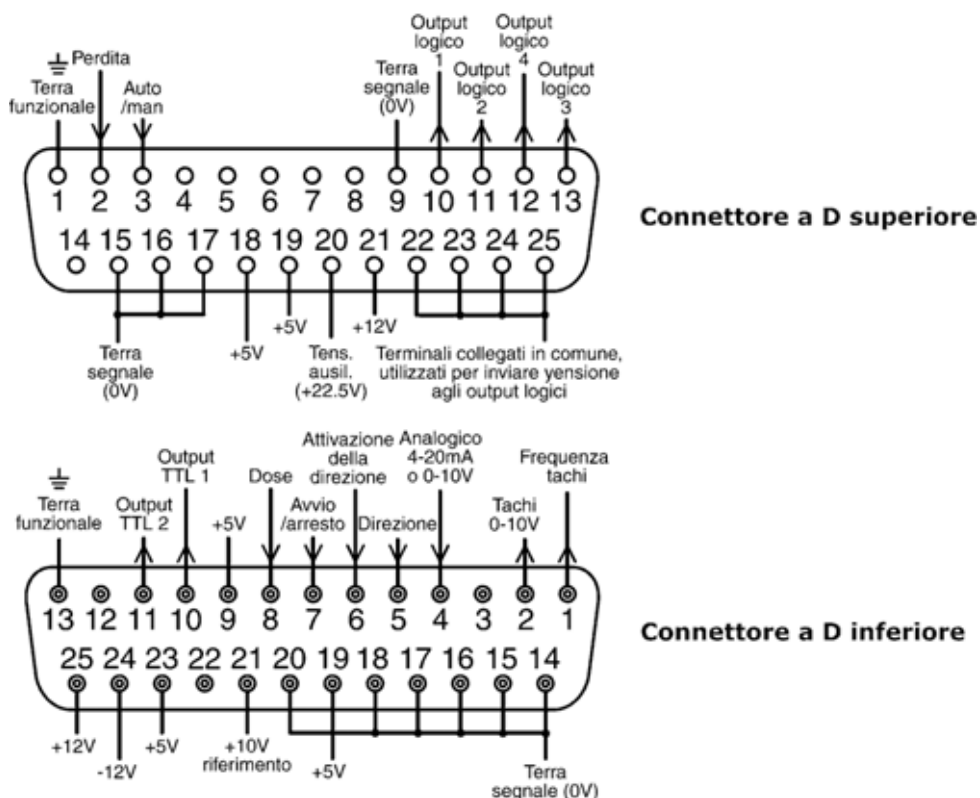 Output
logico
1
Output
logico
4
Perdita
Terra
funzionale
Auto
/man
Terra
segnale
(0V)
Output
logico
2
Output
logico
3
1 2 3 4 5 6 7 8 9 10 11 12 13
14 15 16 17 18 19 20 21 22 23 24 25
Connettore a D superiore
Terra
segnale
(0V)
+5V
+5V
Tens.
ausil.
(+22.5V)
+12V
Terminali collegati in comune,
utilizzati per inviare yensione
agli output logici
Terra
funzionale
Output
TTL 2
Output
TTL 1
+5V
Dose
Avvio
/arresto
Attivazione
della
direzione
Direzione
Analogico
4-20mA
o 0-10V
Tachi
0-10V
Frequenza
tachi
13 12 11 10 9 8 7 6 5 4 3 2 1
25 24 23 22 21 20 19 18 17 16 15 14
Connettore a D inferiore
+12V
-12V
+5V
+10V
riferimento
+5V
Terra
segnale (0V)